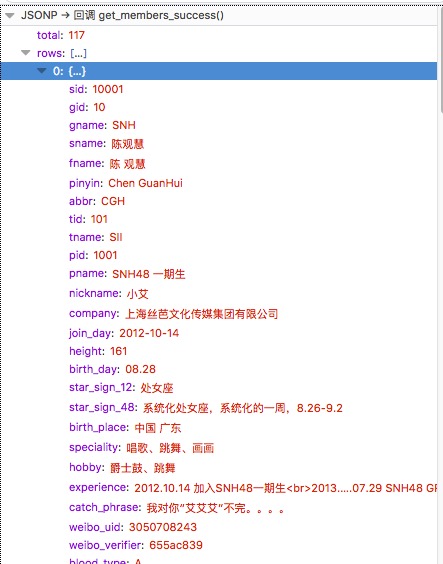 JSONP → 回调 get_members_success()
total: 117
rows: […]
0: {…}
sid: 10001
gid: 10
gname: SNH
sname: 陈观慧
fname: 陈 观慧
pinyin: Chen GuanHui
abbr: CGH
tid: 101
tname: SII
pid: 1001
pname: SNH48 一期生
nickname: 小艾
company: 上海丝芭文化传媒集团有限公司
join_day: 2012-10-14
height: 161
birth_day: 08.28
star_sign_12: 处女座
star_sign_48: 系统化处女座，系统化的一周，8.26-9.2
birth_place: 中国 广东
speciality: 唱歌、跳舞、画画
hobby: 爵士鼓、跳舞
experience: 2012.10.14 加入SNH48一期生<br>2013.....07.29 SNH48 GR
catch_phrase: 我对你“艾艾艾”不完。。。。
weibo_uid: 3050708243
weibo_verifier: 655ac839
blood_type: A